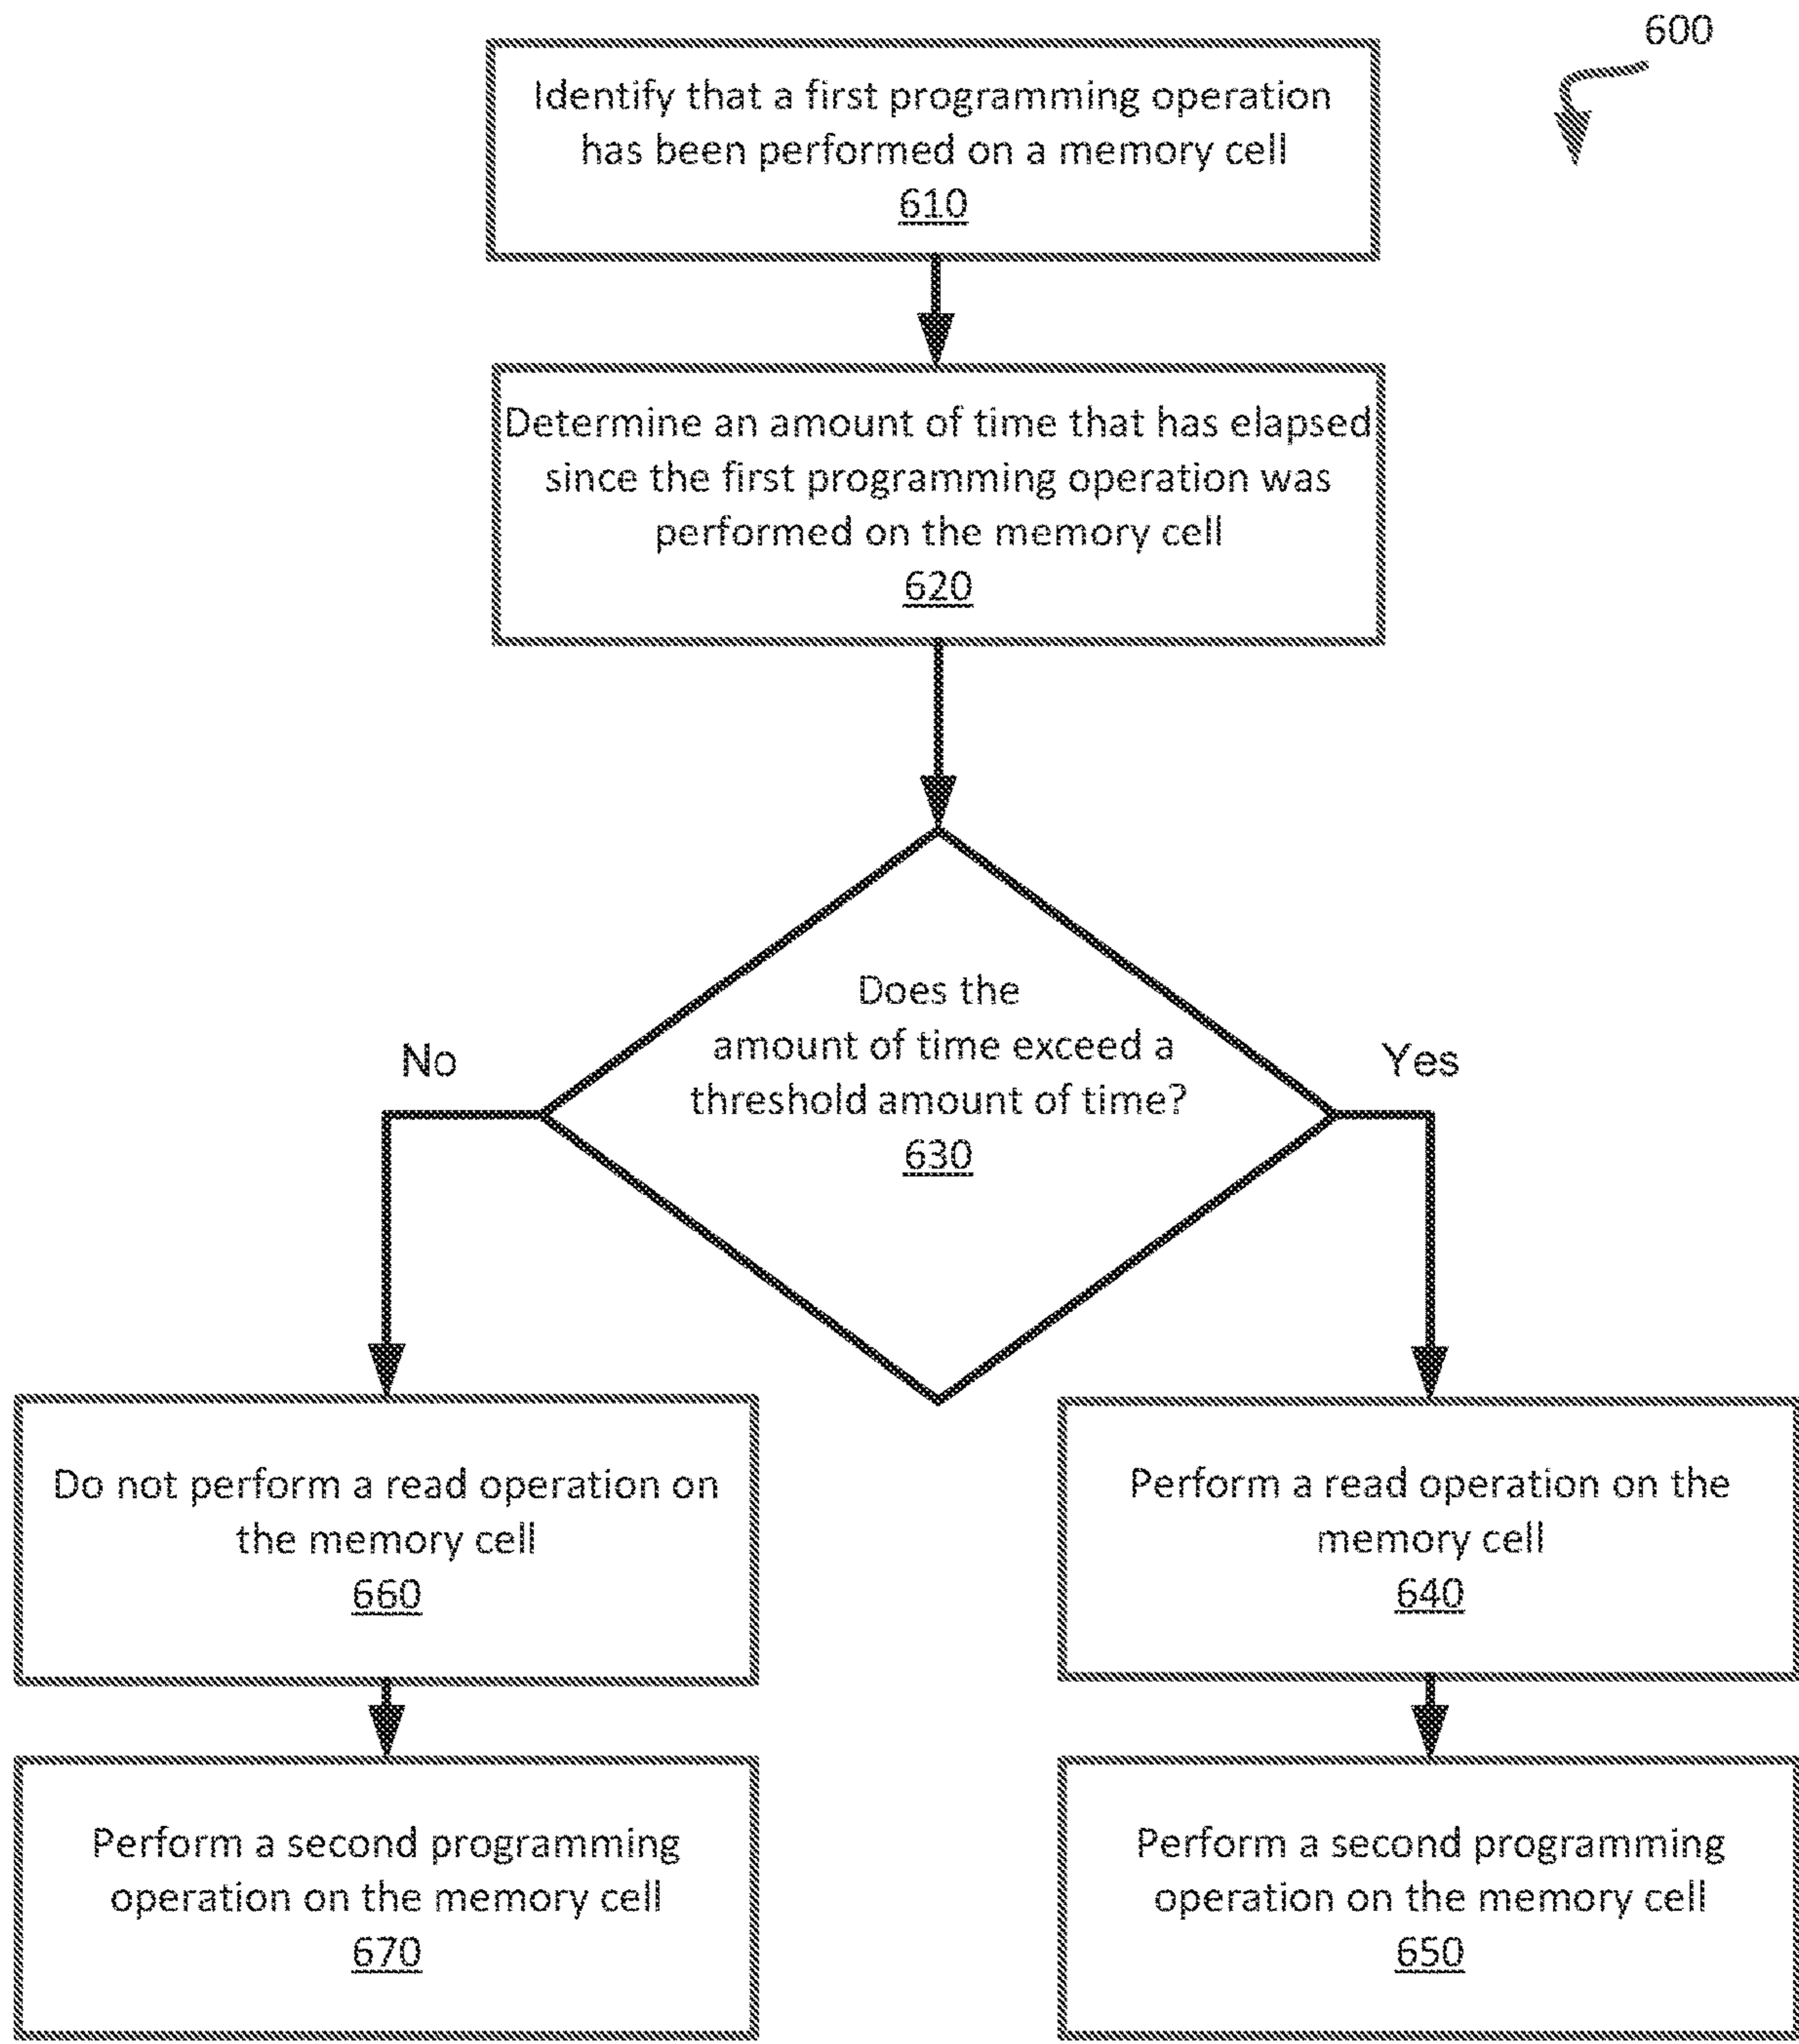 600
Identify that a first programming operation
has been performed on a memory cell
610
Determine an amount of time that has elapsed
since the first programming operation was
performed on the memory cell
620
Does the
amount of time exceed a
threshold amount of time?
630
No
Yes
Do not perform a read operation on
the memory cell
660
Perform a read operation on the
memory cell
640
Perform a second programming
operation on the memory cell
670
Perform a second programming
operation on the memory cell
650